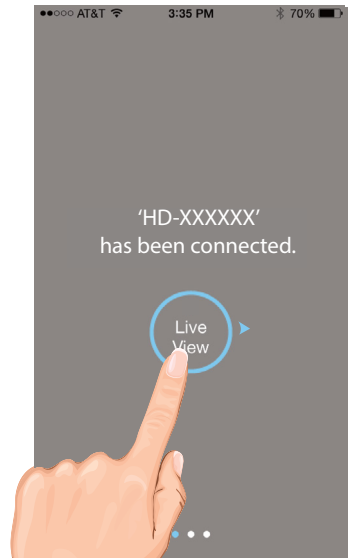 AT&T 3:35 PM 70%
‘HD-XXXXXX’
has been connected.
Live
View